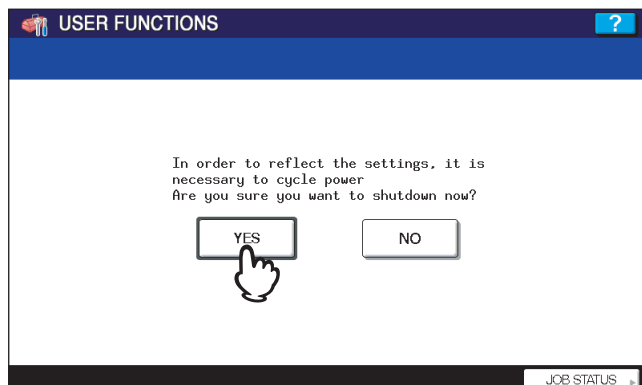 USER FUNCTIONS
?
In order to reflect the settings, it is
necessary to cycle power
Are you sure you want to shutdown now?
YES
NO
JOB STATUS